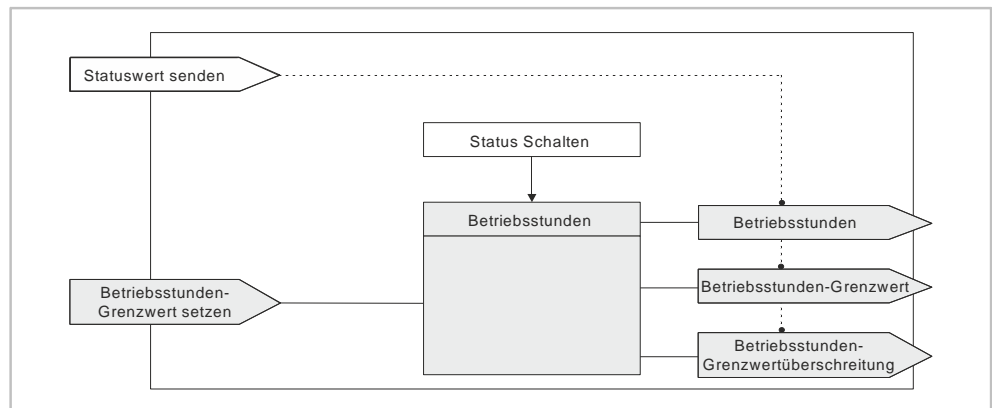 Statuswert senden
Status Schalten
Betriebsstunden
Betriebsstunden
Betriebsstunden-
Grenzwert setzen
Betriebsstunden-Grenzwert
Betriebsstunden-
Grenzwertüberschreitung